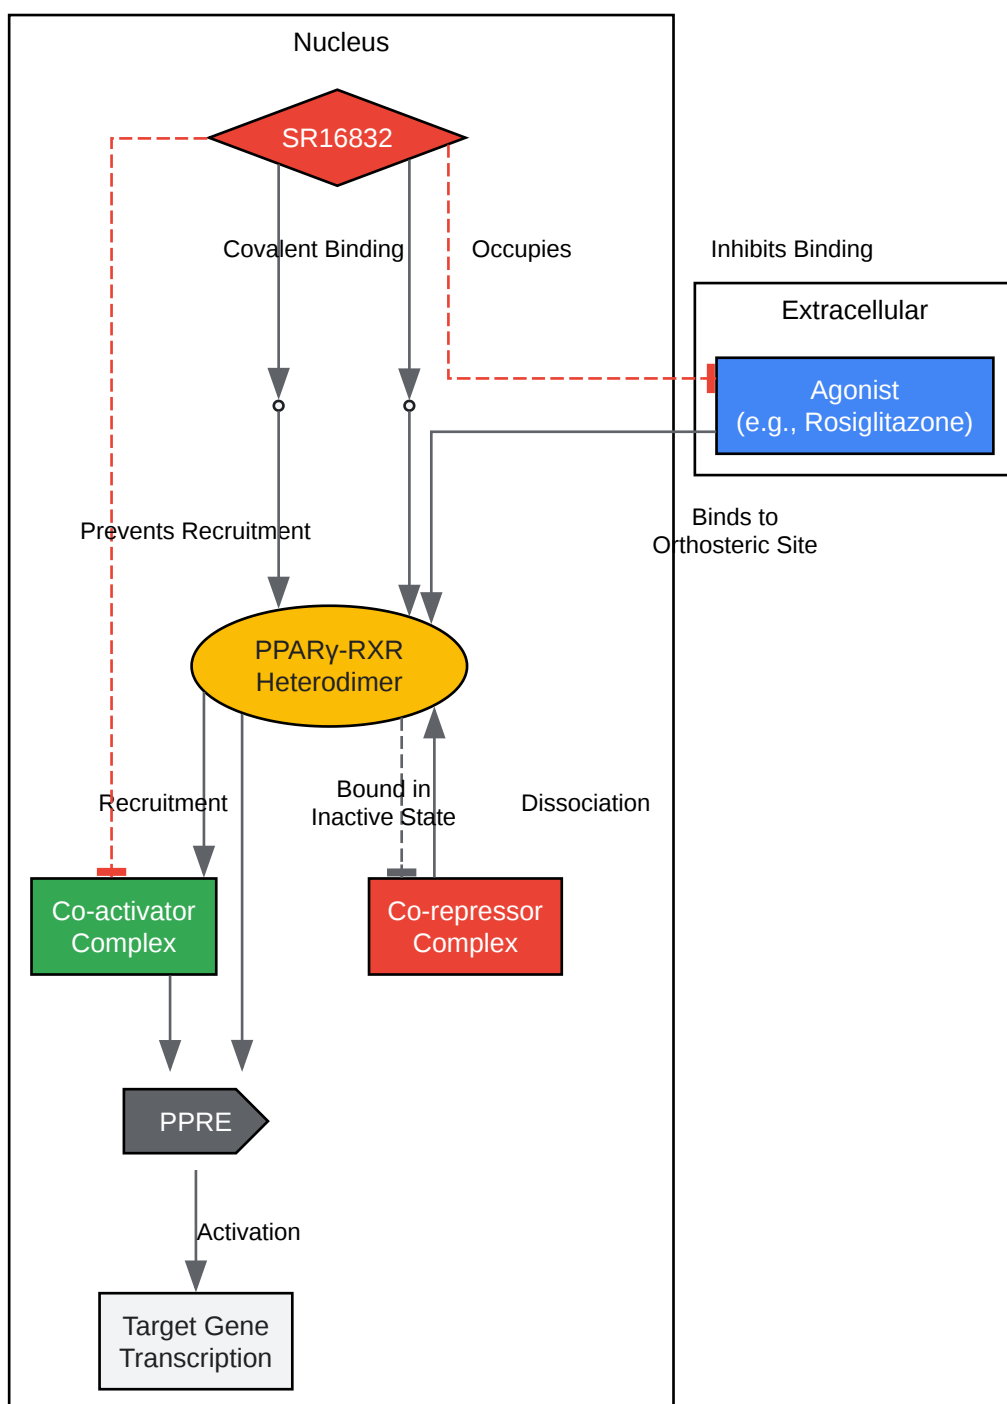 Nucleus
SR16832
Covalent Binding
Occupies
Inhibits Binding
Extracellular
Agonist
(e.g., Rosiglitazone)
Prevents Recruitment
Binds to
Orthosteric Site
PPARγ-RXR
Heterodimer
Recruitment
Bound in
Inactive State
Dissociation
Co-activator
Complex
Co-repressor
Complex
PPRE
Activation
Target Gene
Transcription